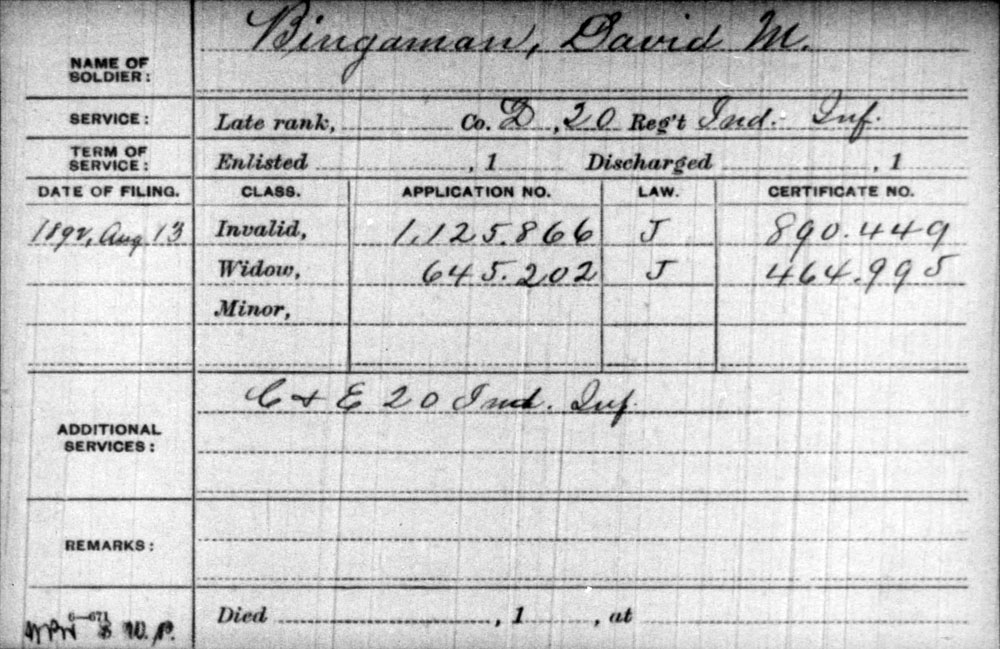 NAME OF SOLDIER: Bingaman, David M.
SERVICE: Late rank, Co. D, 20 Reg't Ind. Inf.
TERM OF SERVICE: Enlisted , 1 Discharged , 1
DATE OF FILING. CLASS. APPLICATION NO. LAW. CERTIFICATE NO.
1892, Aug. 13 Invalid, 1.125.866 J 890.449
Widow, 645.202 J 464.995
Minor,
ADDITIONAL SERVICES: C & E 20 Ind. Inf.
REMARKS:
6—671
Died , 1 , at